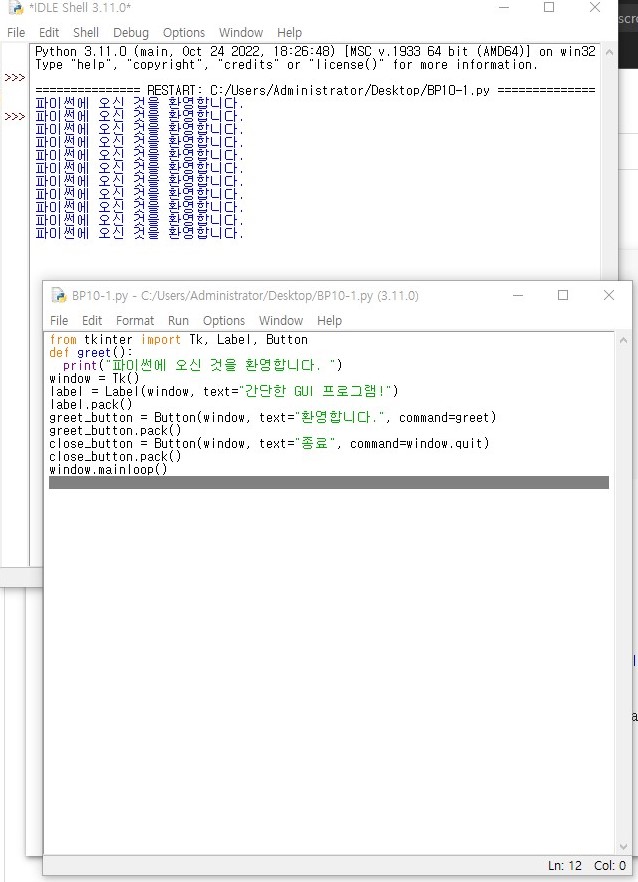 *IDLE Shell 3.11.0*
File Edit Shell Debug Options Window Help
Python 3.11.0 (main, Oct 24 2022, 18:26:48) [MSC v.1933 64 bit (AMD64)] on win32
Type "help", "copyright", "credits" or "license()" for more information.
>>>
=============== RESTART: C:/Users/Administrator/Desktop/BP10-1.py ==============
파이썬에 오신 것을 환영합니다.
>>> 파이썬에 오신 것을 환영합니다.
파이썬에 오신 것을 환영합니다.
파이썬에 오신 것을 환영합니다.
파이썬에 오신 것을 환영합니다.
파이썬에 오신 것을 환영합니다.
파이썬에 오신 것을 환영합니다.
파이썬에 오신 것을 환영합니다.
파이썬에 오신 것을 환영합니다.
파이썬에 오신 것을 환영합니다.
파이썬에 오신 것을 환영합니다.
BP10-1.py - C:/Users/Administrator/Desktop/BP10-1.py (3.11.0)
File Edit Format Run Options Window Help
from tkinter import Tk, Label, Button
def greet():
  print("파이썬에 오신 것을 환영합니다. ")
window = Tk()
label = Label(window, text="간단한 GUI 프로그램!")
label.pack()
greet_button = Button(window, text="환영합니다.", command=greet)
greet_button.pack()
close_button = Button(window, text="종료", command=window.quit)
close_button.pack()
window.mainloop()
Ln: 12 Col: 0